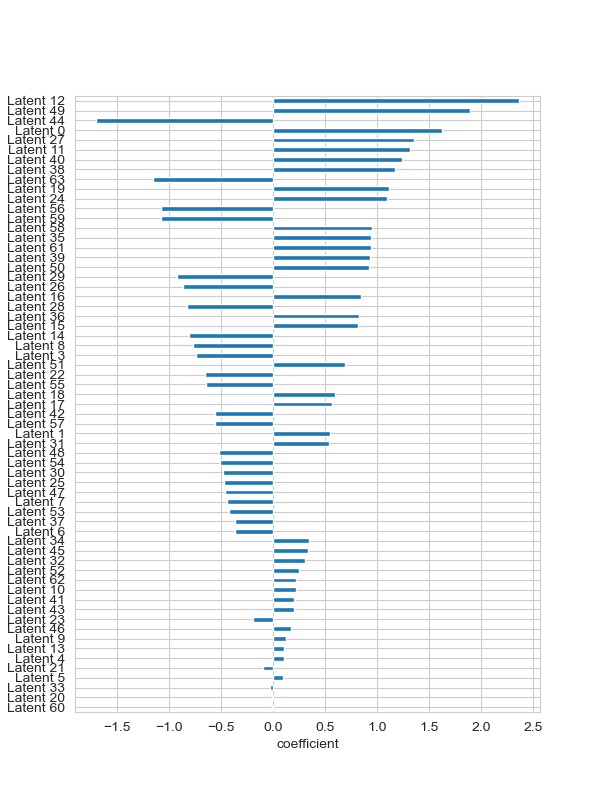 Latent 12
Latent 49
Latent 44
Latent 0
Latent 27
Latent 11
Latent 40
Latent 38
Latent 63
Latent 19
Latent 24
Latent 56
Latent 59
Latent 58
Latent 35
Latent 61
Latent 39
Latent 50
Latent 29
Latent 26
Latent 16
Latent 28
Latent 36
Latent 15
Latent 14
Latent 8
Latent 3
Latent 51
Latent 22
Latent 55
Latent 18
Latent 17
Latent 42
Latent 57
Latent 1
Latent 31
Latent 48
Latent 54
Latent 30
Latent 25
Latent 47
Latent 7
Latent 53
Latent 37
Latent 6
Latent 34
Latent 45
Latent 32
Latent 52
Latent 62
Latent 10
Latent 41
Latent 43
Latent 23
Latent 46
Latent 9
Latent 13
Latent 4
Latent 21
Latent 5
Latent 33
Latent 20
Latent 60
−1.5 −1.0 −0.5 0.0 0.5 1.0 1.5 2.0 2.5
coefficient